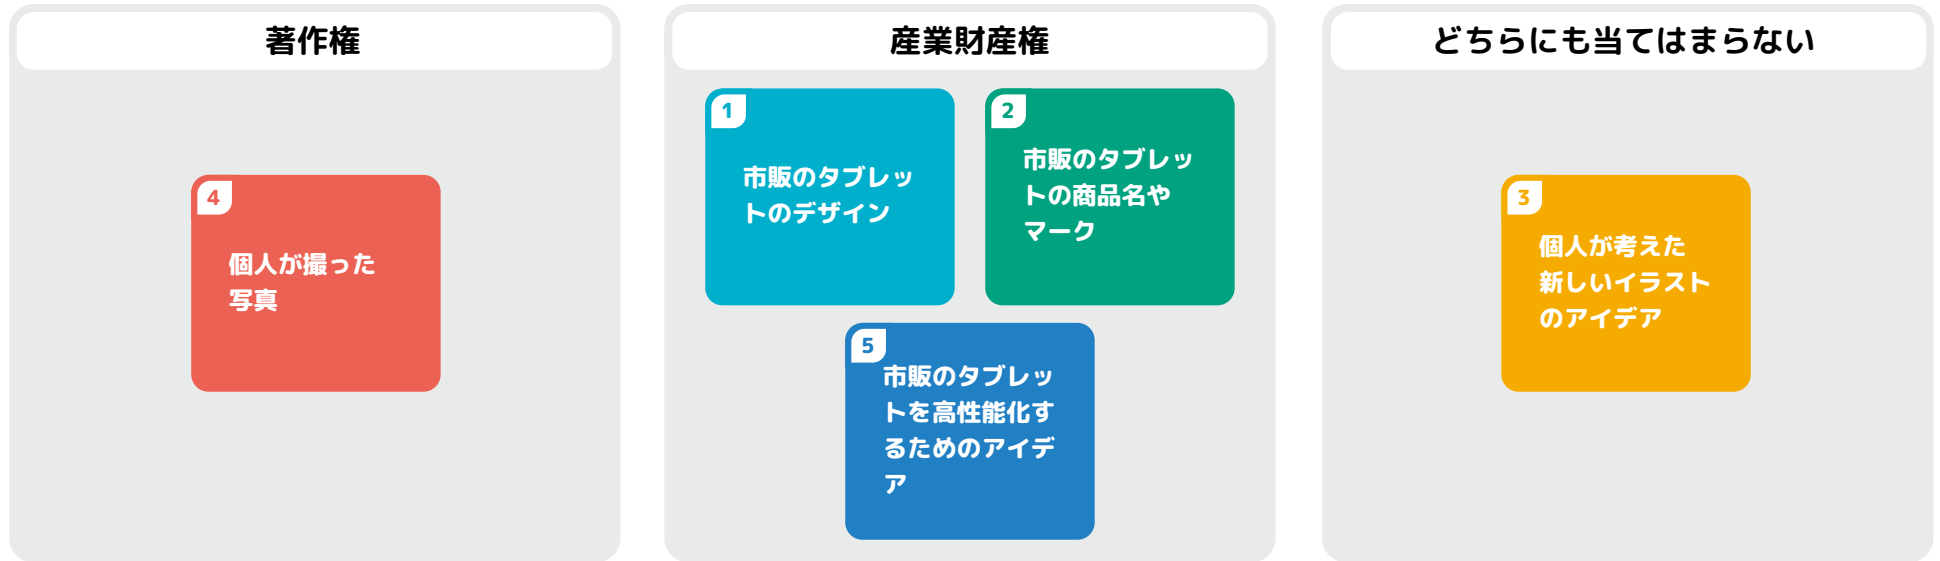 著作権
4
個人が撮った
写真
産業財産権
1
市販のタブレッ
トのデザイン
2
市販のタブレッ
トの商品名や
マーク
5
市販のタブレッ
トを高性能化す
るためのアイデ
ア
どちらにも当てはまらない
3
個人が考えた
新しいイラスト
のアイデア